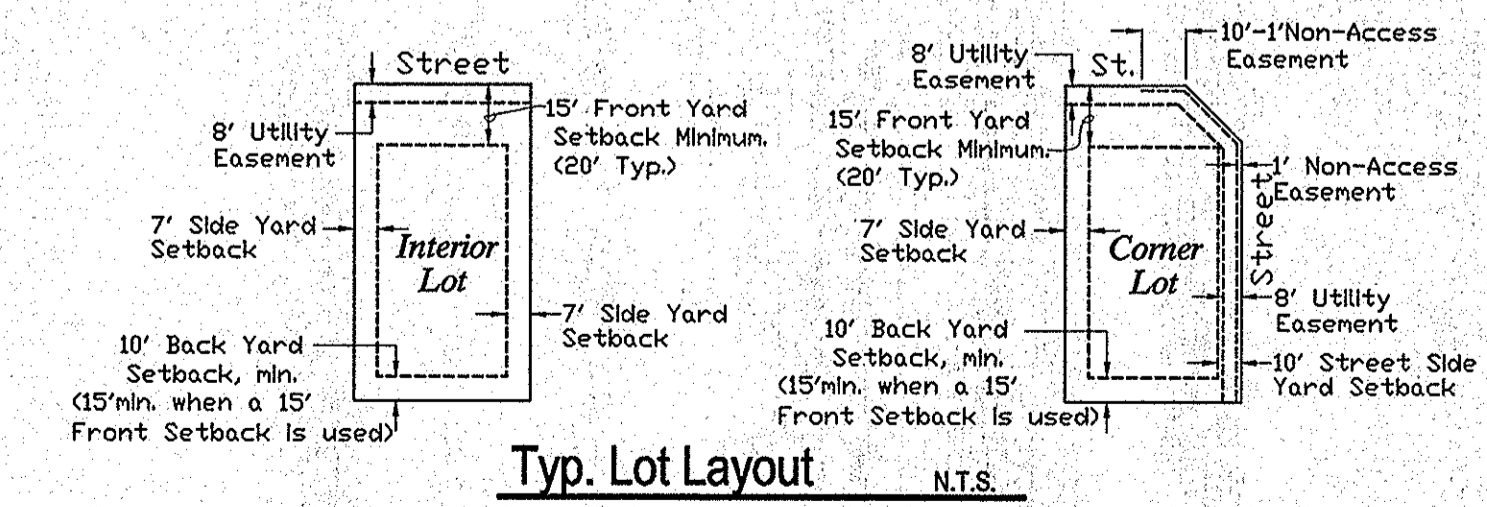 Street
8' Utility
Easement
15' Front Yard
Setback Minimum.
(20' Typ.)
7' Side Yard
Setback
Interior
Lot
7' Side Yard
Setback
10' Back Yard
Setback, min.
(15'min. when a 15'
Front Setback is used)
8' Utility
Easement
St.
10'-1'Non-Access
Easement
15' Front Yard
Setback Minimum.
(20' Typ.)
1' Non-Access
Easement
Street
7' Side Yard
Setback
Corner
Lot
8' Utility
Easement
10' Back Yard
Setback, min.
(15'min. when a 15'
Front Setback is used)
10' Street Side
Yard Setback
Typ. Lot Layout
N.T.S.